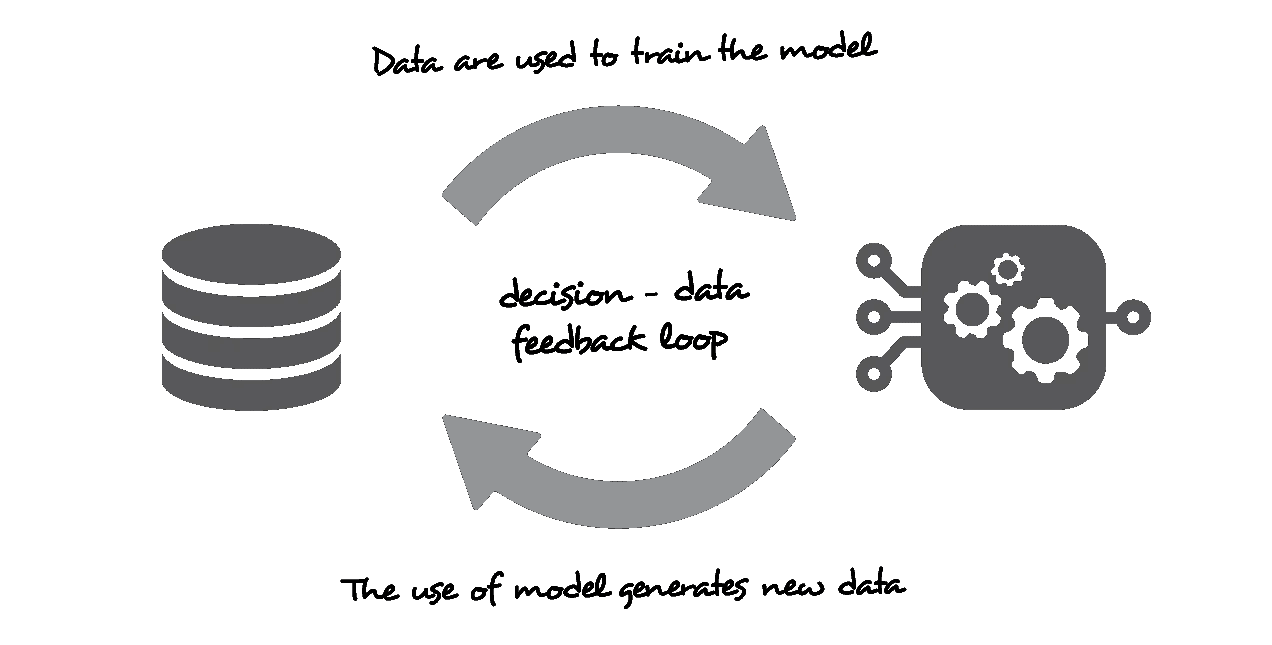 Data are used to train the model
decision - data
feedback loop
The use of model generates new data